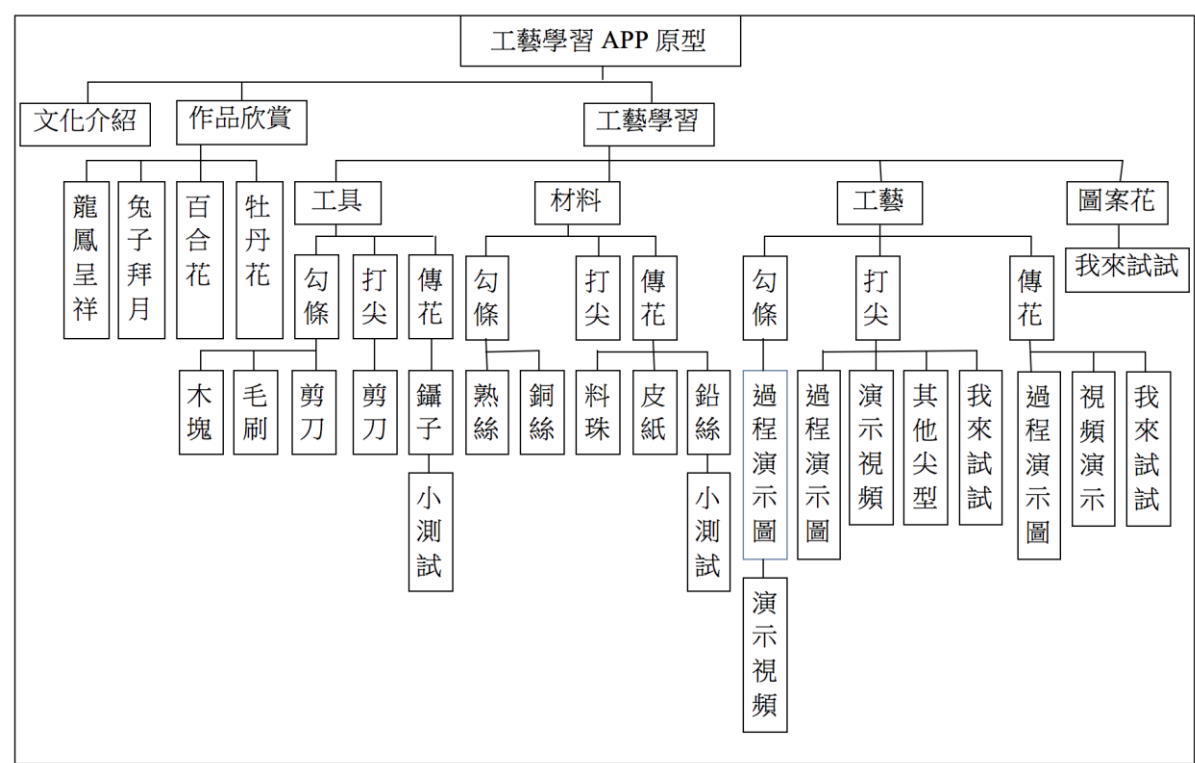 工藝學習 APP 原型
文化介紹
作品欣賞
工藝學習
龍鳳呈祥
兔子拜月
百合花
牡丹花
工具
材料
工藝
圖案花
勾條
打尖
傳花
勾條
打尖
傳花
勾條
打尖
傳花
我來試試
木塊
毛刷
剪刀
剪刀
鑷子
熟絲
銅絲
料珠
皮紙
鉛絲
過程演示圖
過程演示圖
演示視頻
其他尖型
我來試試
過程演示圖
視頻演示
我來試試
小測試
小測試
演示視頻